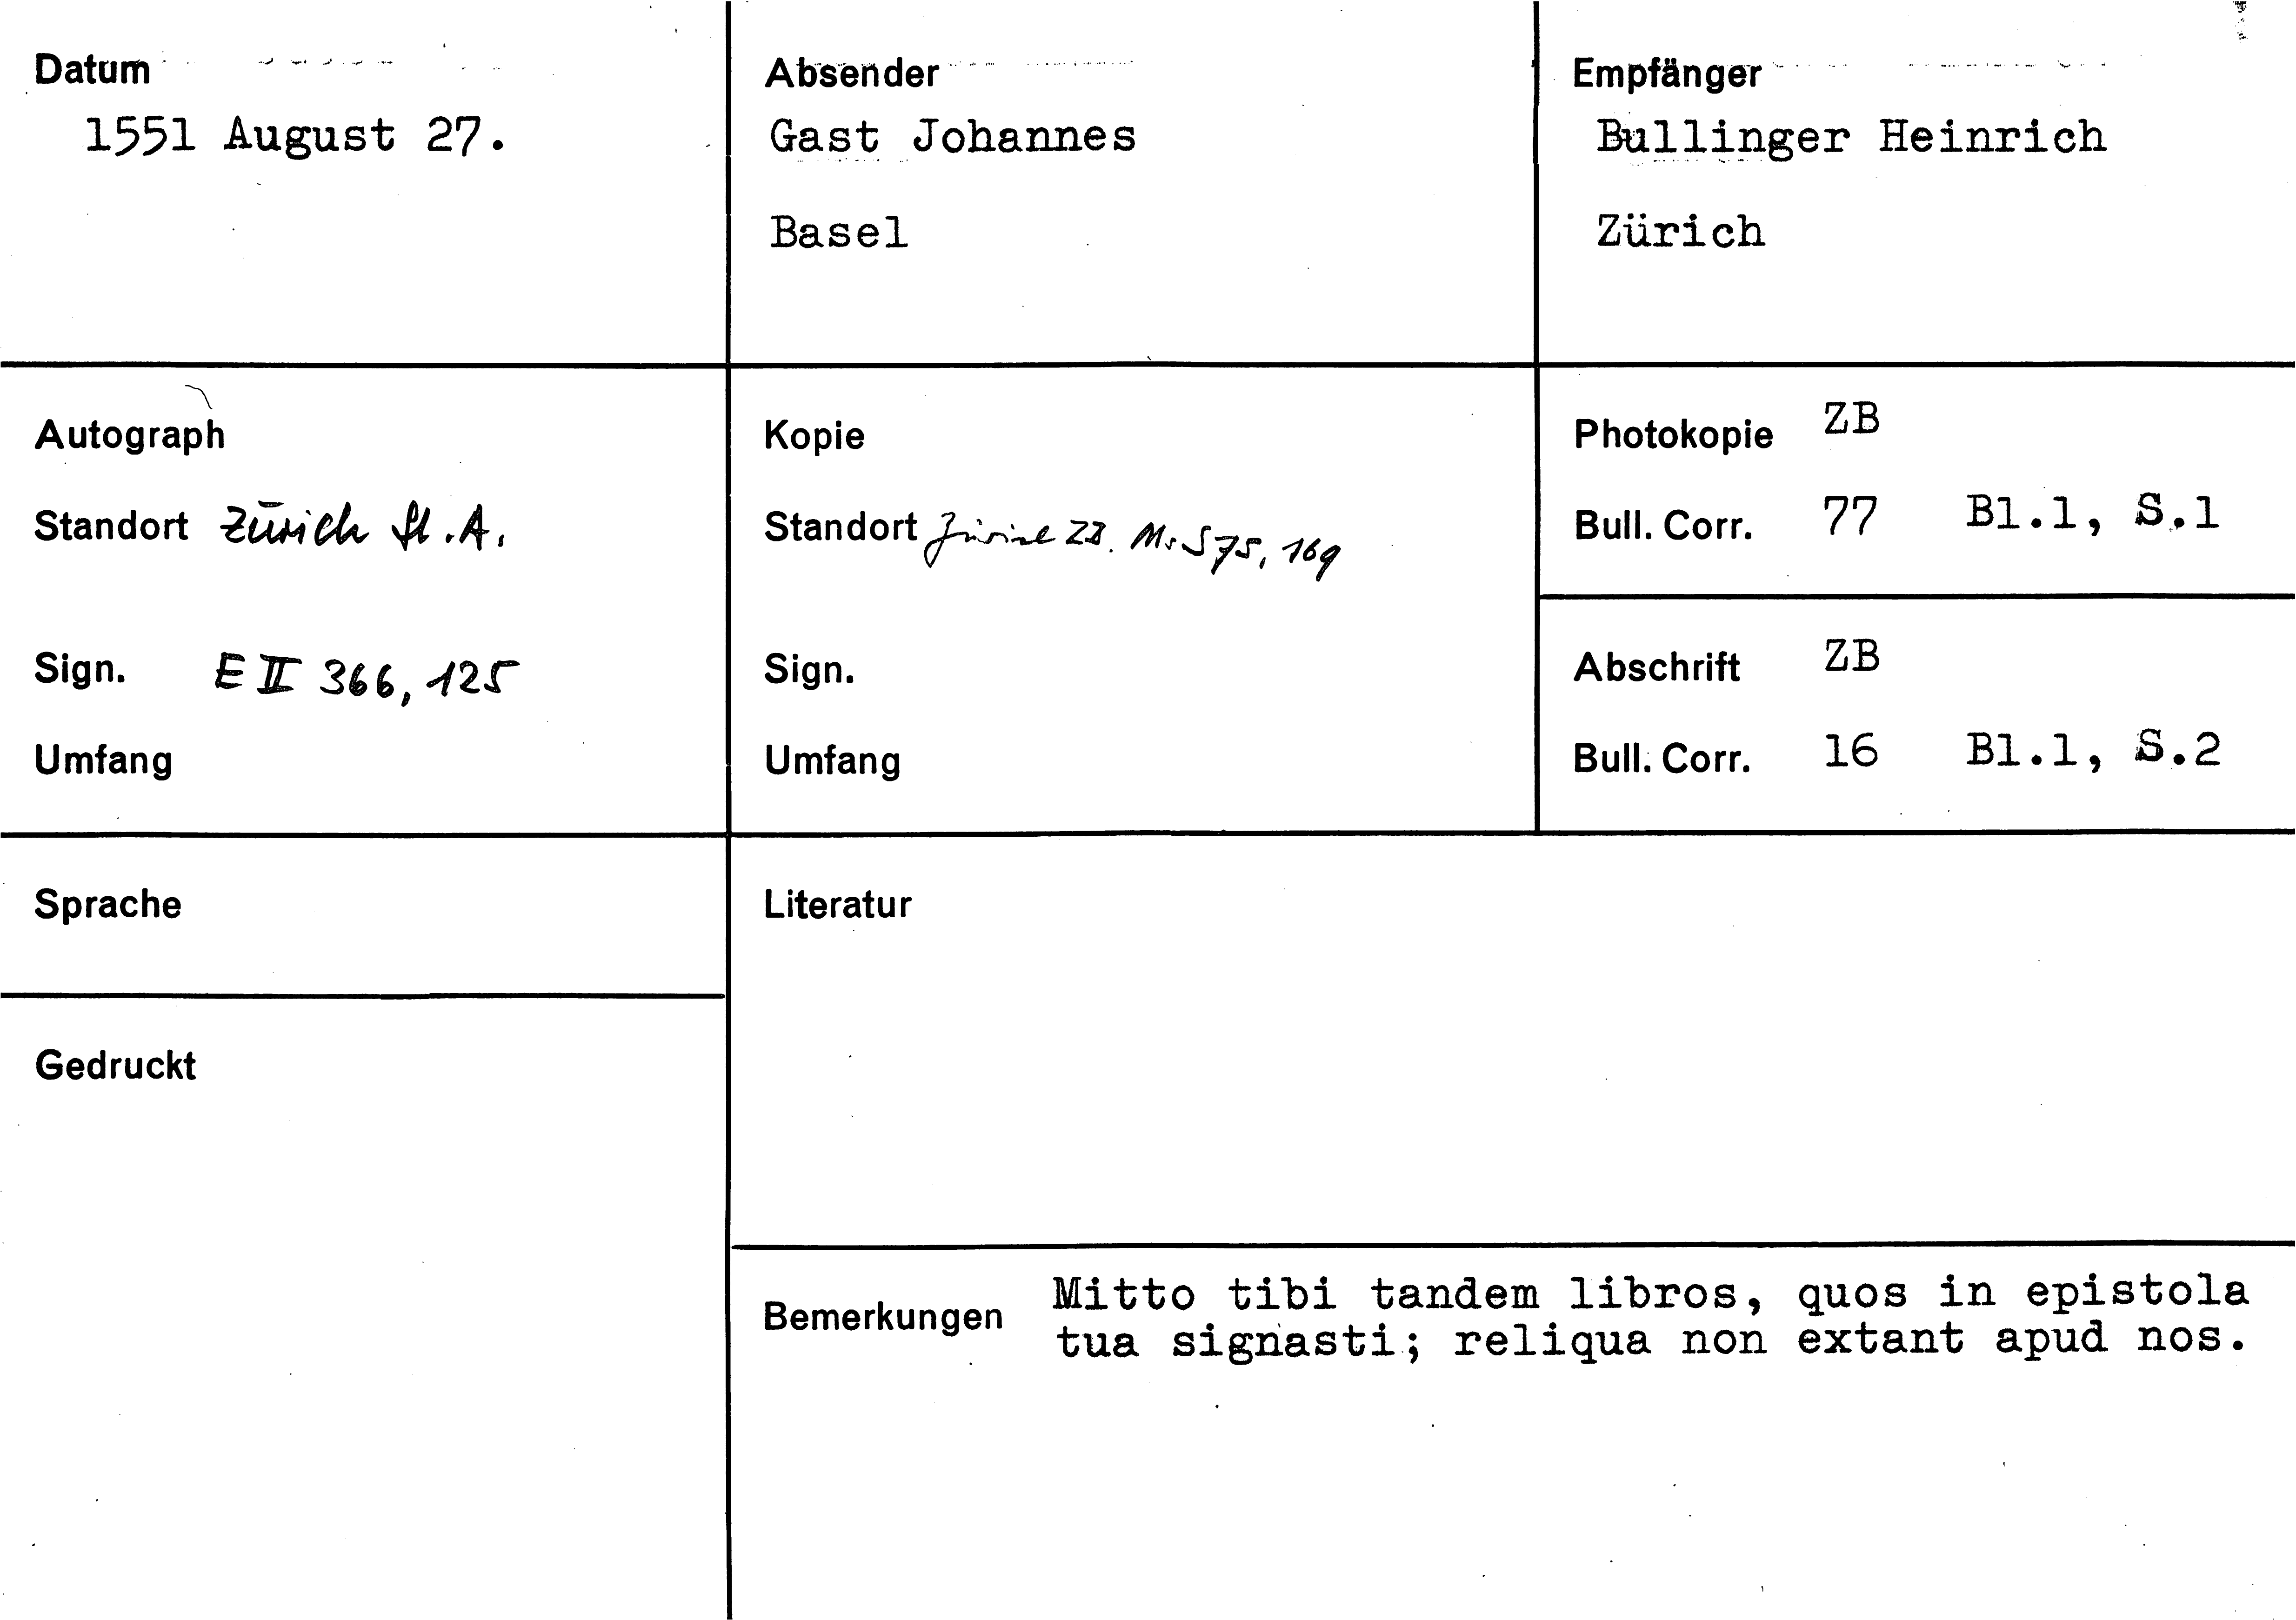 Datum
1551 August 27.
Absender
Gast Johannes
Basel
Empfänger
Bullinger Heinrich
Zürich
Autograph
Standort Zürich St.A.
Sign. E II 366, 125
Umfang
Kopie
Standort Zürich ZB. Ms S 75, 169
Sign.
Umfang
Photokopie ZB
Bull. Corr. 77 Bl.1, S.1
Abschrift ZB
Bull. Corr. 16 Bl.1, S.2
Sprache
Gedruckt
Literatur
Bemerkungen Mitto tibi tandem libros, quos in epistola
tua signasti; reliqua non extant apud nos.